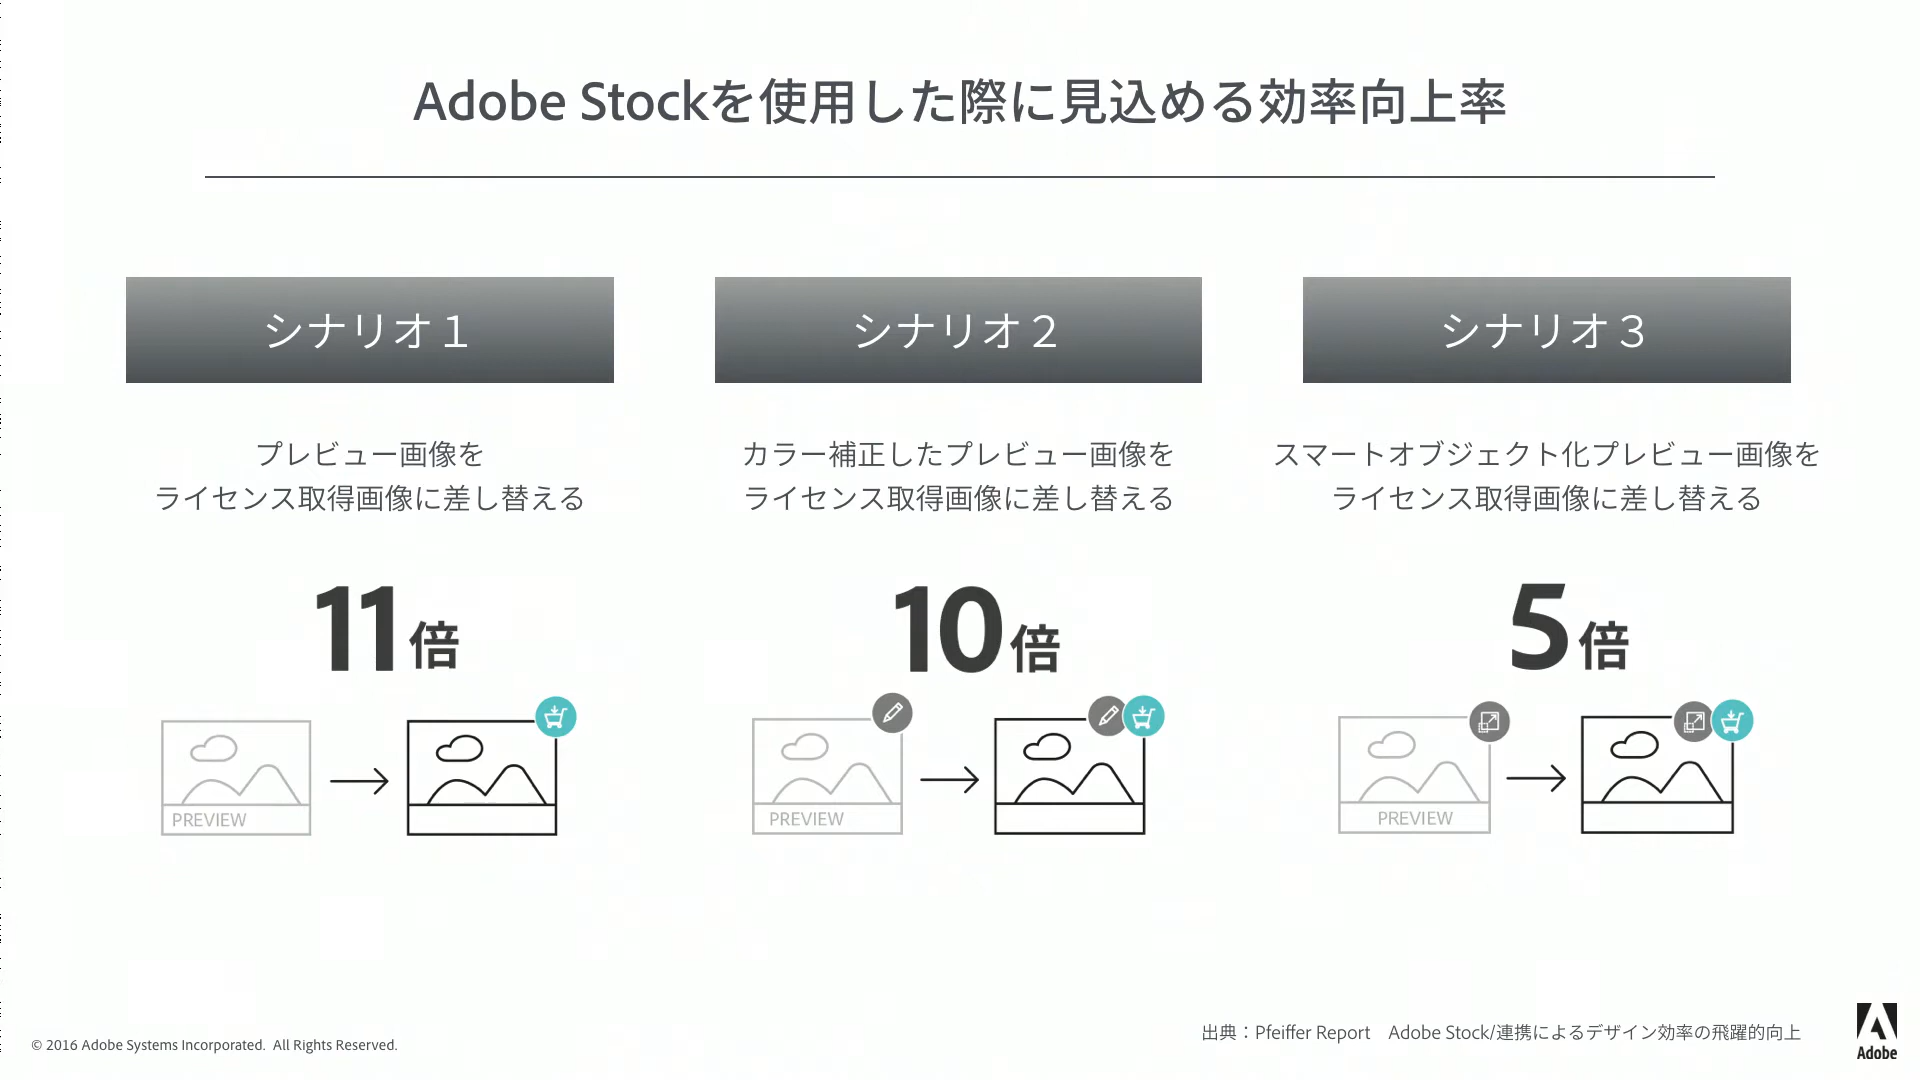 Adobe Stockを使用した際に見込める効率向上率
シナリオ１
プレビュー画像を
ライセンス取得画像に差し替える
11倍
PREVIEW
シナリオ２
カラー補正したプレビュー画像を
ライセンス取得画像に差し替える
10倍
PREVIEW
シナリオ３
スマートオブジェクト化プレビュー画像を
ライセンス取得画像に差し替える
5倍
PREVIEW
出典：Pfeiffer Report　Adobe Stock/連携によるデザイン効率の飛躍的向上
© 2016 Adobe Systems Incorporated. All Rights Reserved.
Adobe